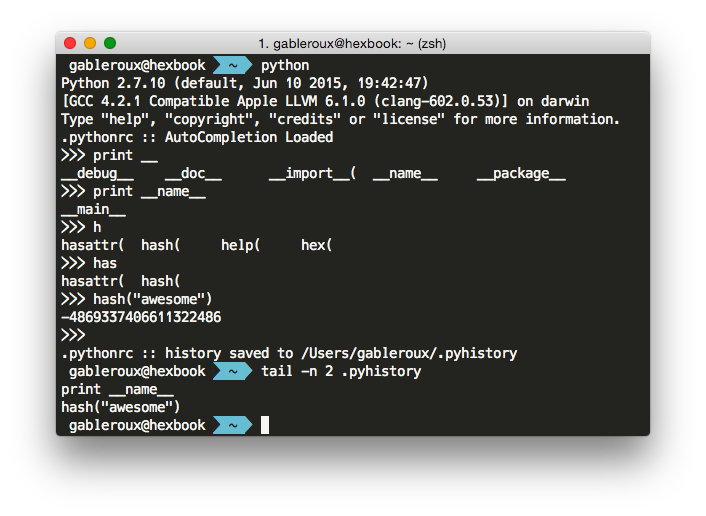 1. gableroux@hexbook: ~ (zsh)
gableroux@hexbook ~ python
Python 2.7.10 (default, Jun 10 2015, 19:42:47)
[GCC 4.2.1 Compatible Apple LLVM 6.1.0 (clang-602.0.53)] on darwin
Type "help", "copyright", "credits" or "license" for more information.
.pythonrc :: AutoCompletion Loaded
>>> print __
__debug__    __doc__      __import__(  __name__     __package__
>>> print __name__
__main__
>>> h
hasattr(  hash(     help(     hex(
>>> has
hasattr(  hash(
>>> hash("awesome")
-4869337406611322486
>>>
.pythonrc :: history saved to /Users/gableroux/.pyhistory
gableroux@hexbook ~ tail -n 2 .pyhistory
print __name__
hash("awesome")
gableroux@hexbook ~